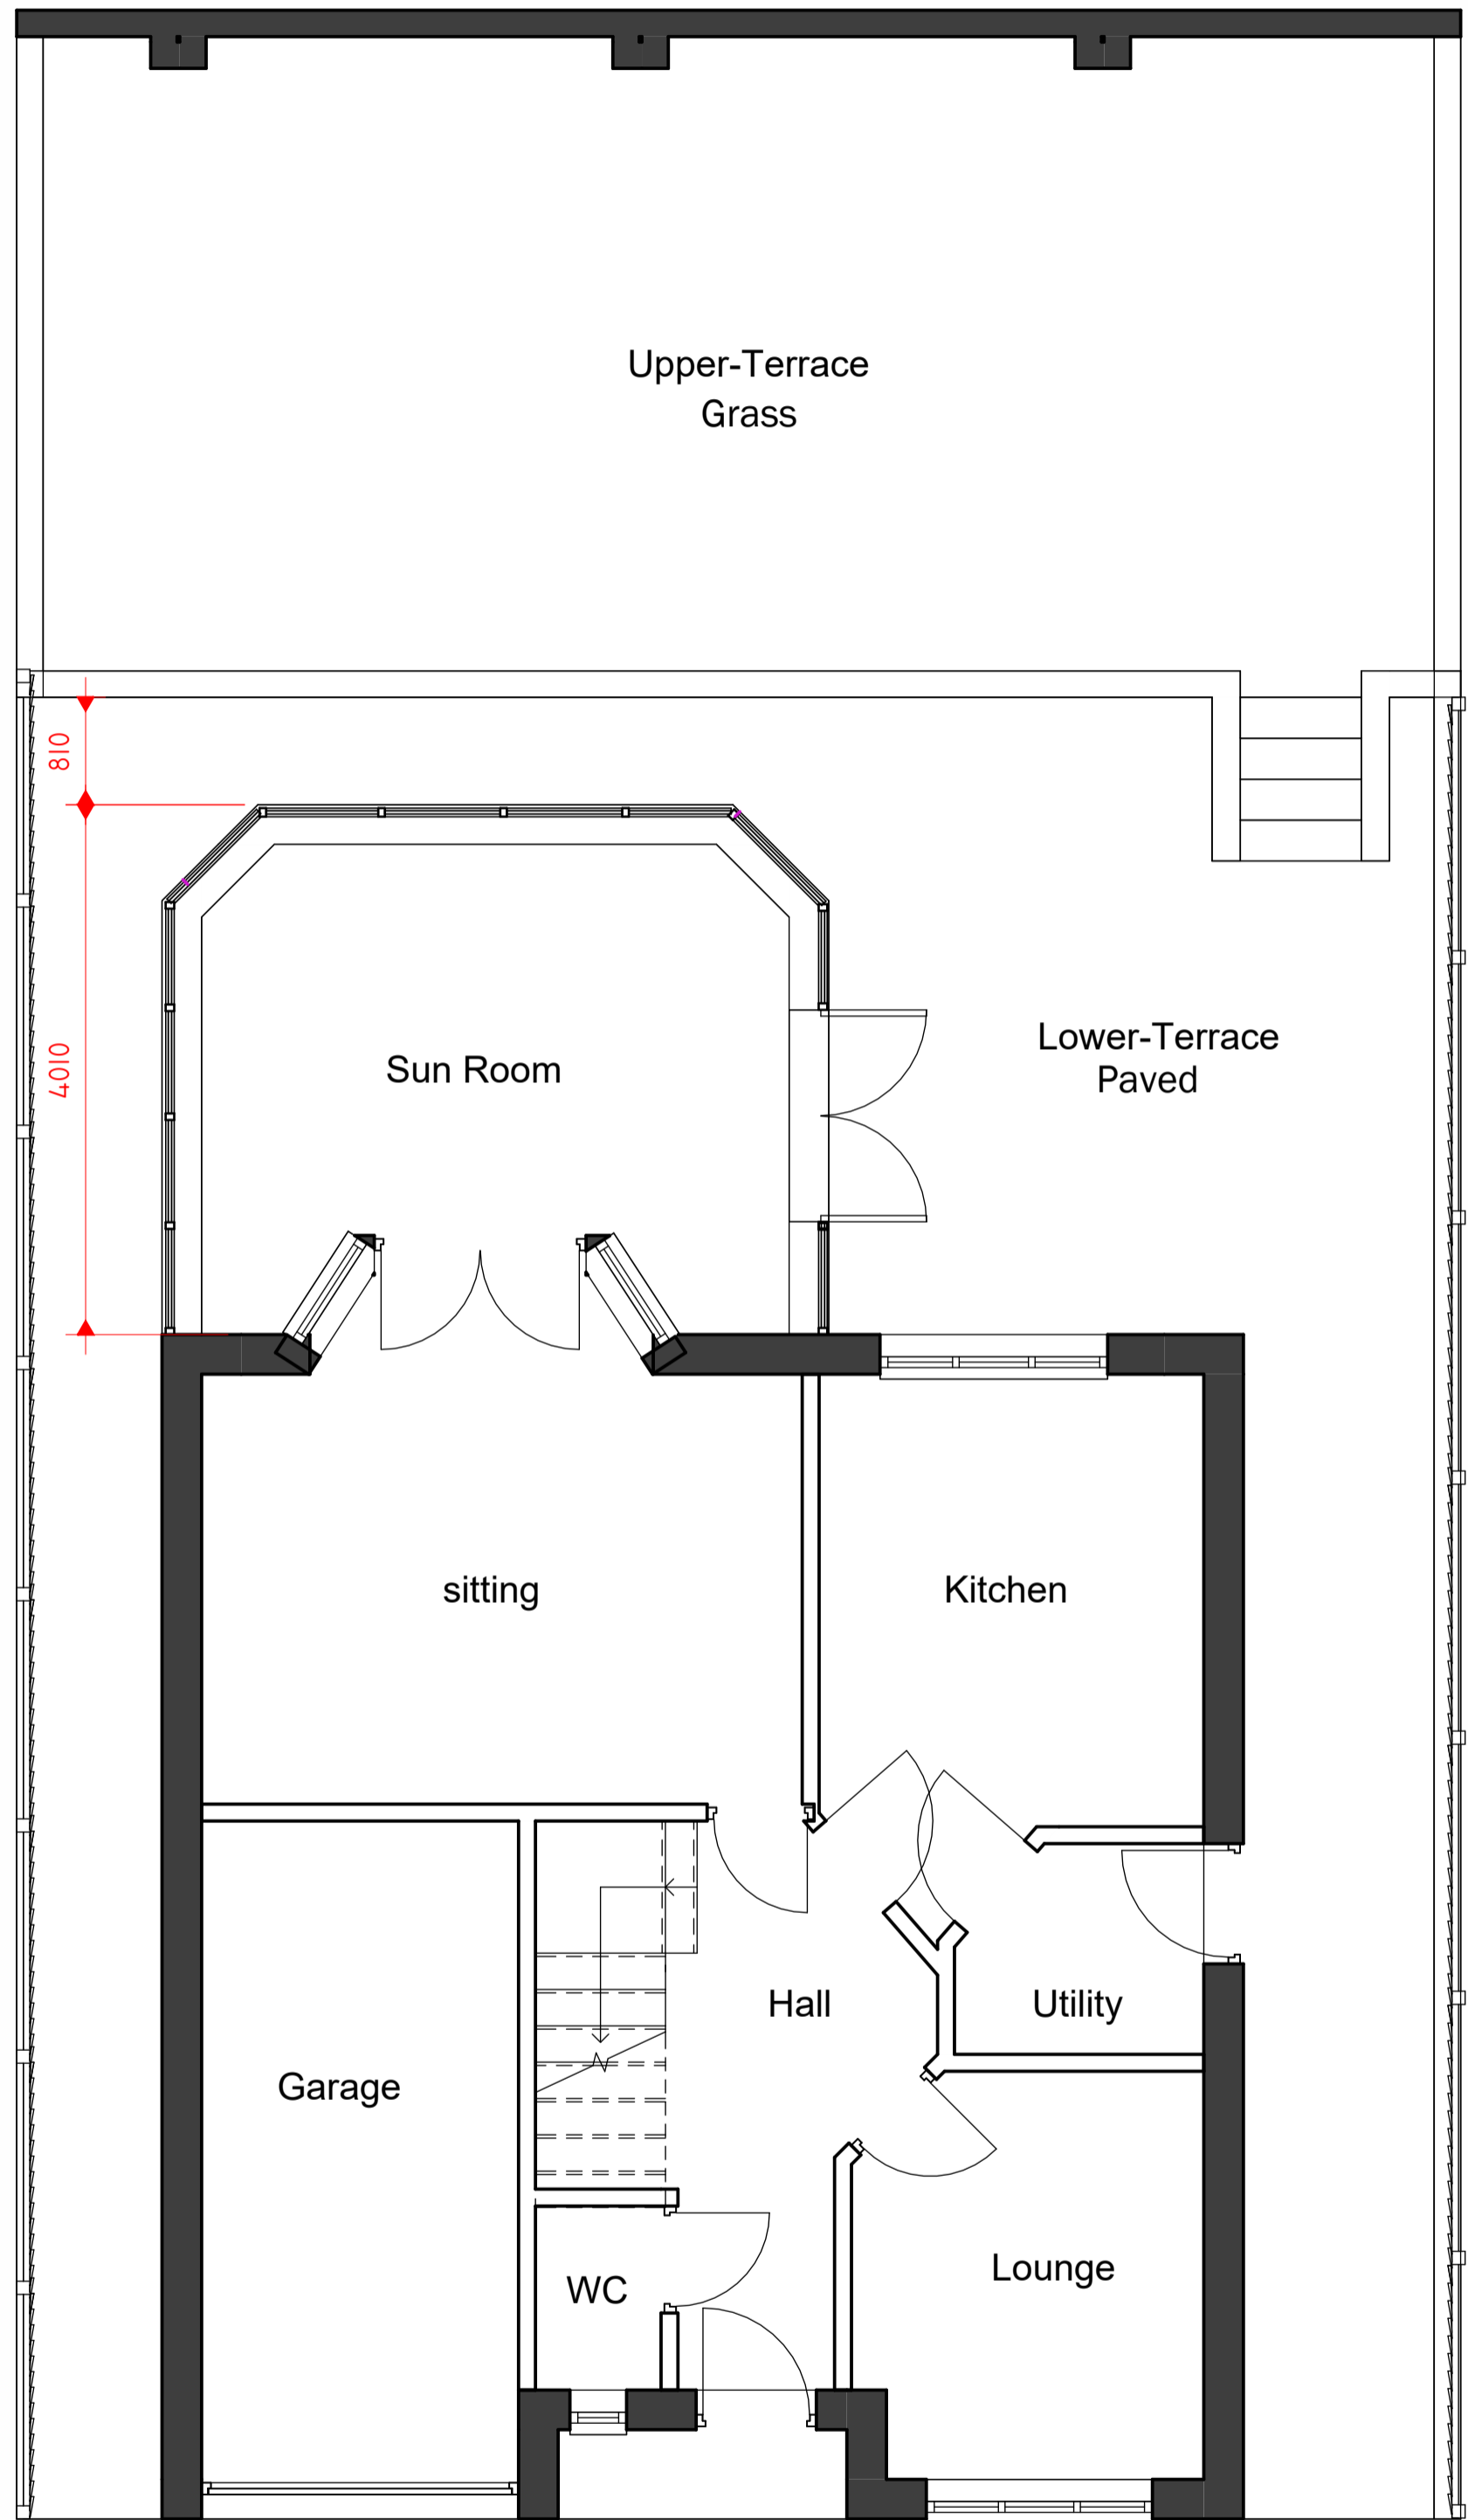 Upper-Terrace
Grass
810
4010
Sun Room
Lower-Terrace
Paved
sitting
Kitchen
Hall
Utility
Garage
WC
Lounge